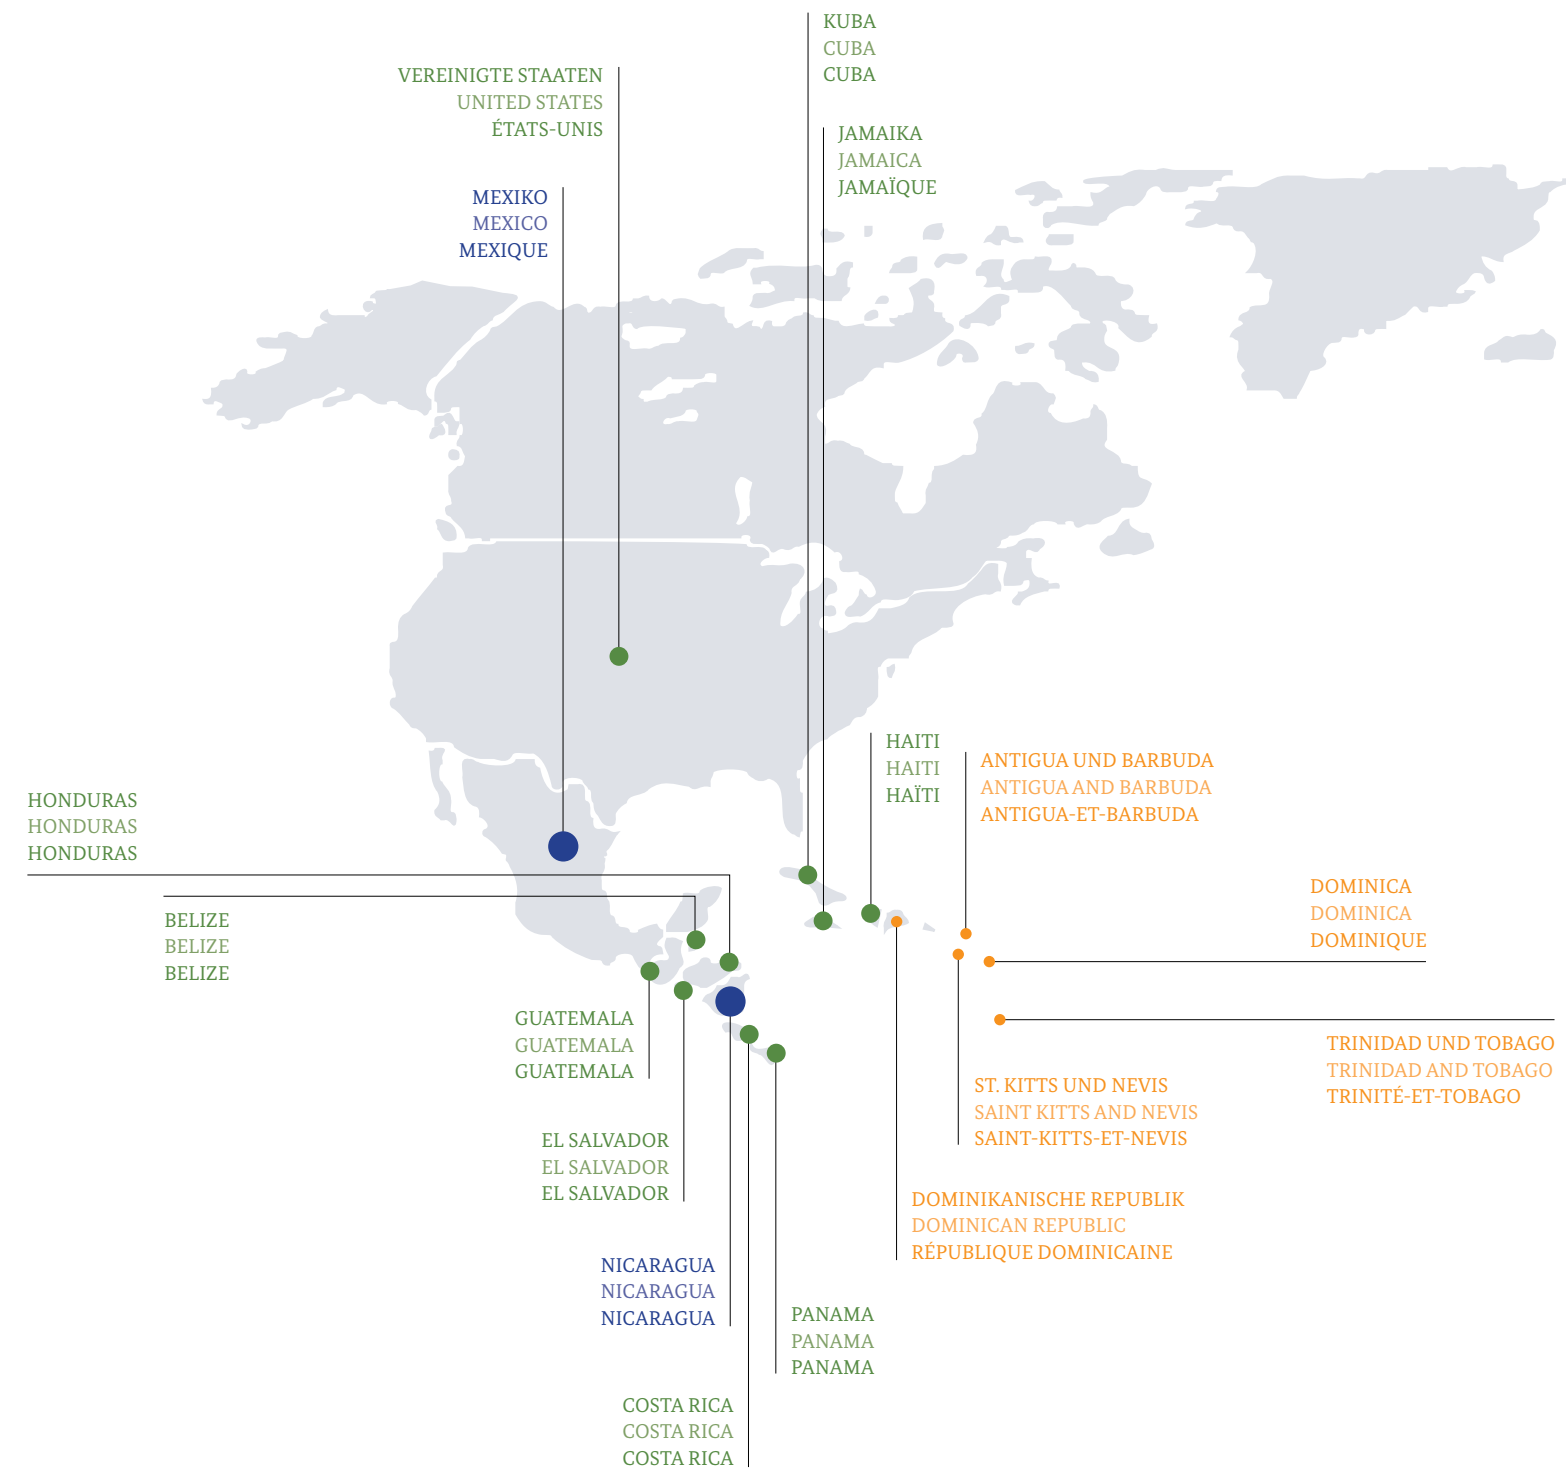 KUBA
CUBA
CUBA
VEREINIGTE STAATEN
UNITED STATES
ÉTATS-UNIS
JAMAIKA
JAMAICA
JAMAÏQUE
MEXIKO
MEXICO
MEXIQUE
HAITI
HAITI
HAÏTI
ANTIGUA UND BARBUDA
ANTIGUA AND BARBUDA
ANTIGUA-ET-BARBUDA
HONDURAS
HONDURAS
HONDURAS
DOMINICA
DOMINICA
DOMINIQUE
BELIZE
BELIZE
BELIZE
GUATEMALA
GUATEMALA
GUATEMALA
TRINIDAD UND TOBAGO
TRINIDAD AND TOBAGO
TRINITÉ-ET-TOBAGO
ST. KITTS UND NEVIS
SAINT KITTS AND NEVIS
SAINT-KITTS-ET-NEVIS
EL SALVADOR
EL SALVADOR
EL SALVADOR
DOMINIKANISCHE REPUBLIK
DOMINICAN REPUBLIC
RÉPUBLIQUE DOMINICAINE
NICARAGUA
NICARAGUA
NICARAGUA
PANAMA
PANAMA
PANAMA
COSTA RICA
COSTA RICA
COSTA RICA